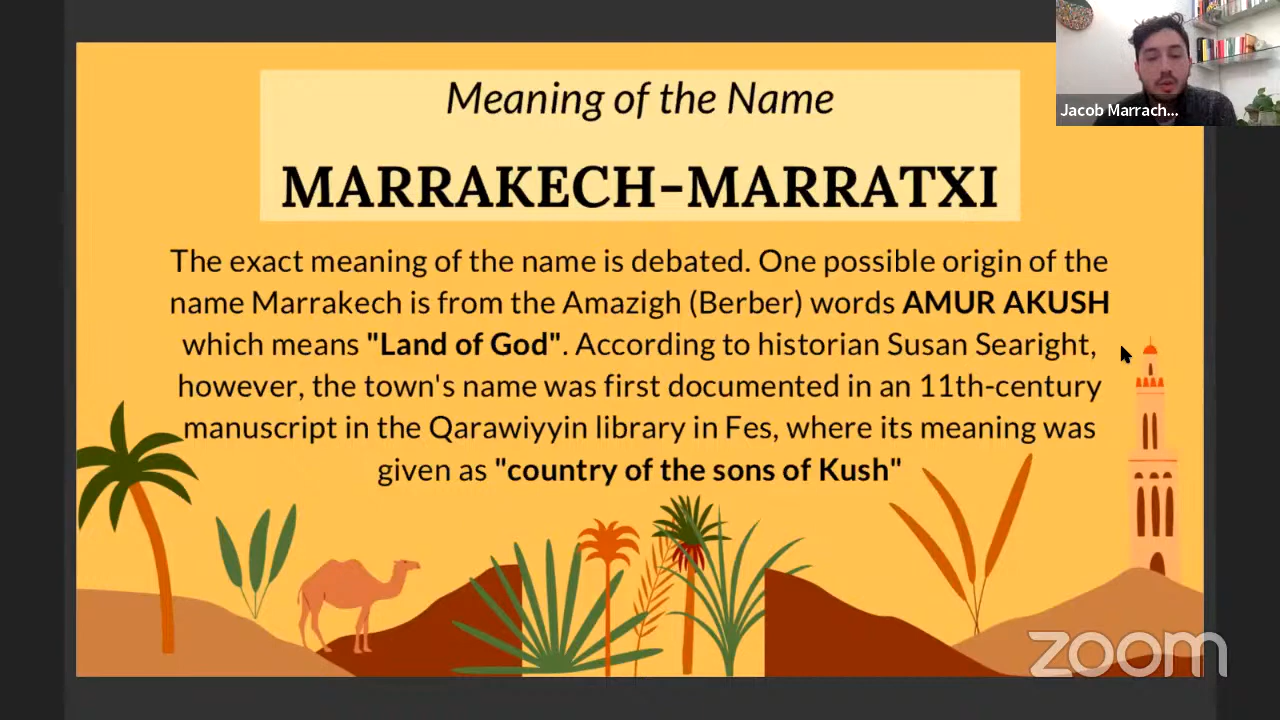 Meaning of the Name
MARRAKECH-MARRATXI
The exact meaning of the name is debated. One possible origin of the
name Marrakech is from the Amazigh (Berber) words AMUR AKUSH
which means "Land of God". According to historian Susan Searight,
however, the town's name was first documented in an 11th-century
manuscript in the Qarawiyyin library in Fes, where its meaning was
given as "country of the sons of Kush"
Jacob Marrach...
zoom